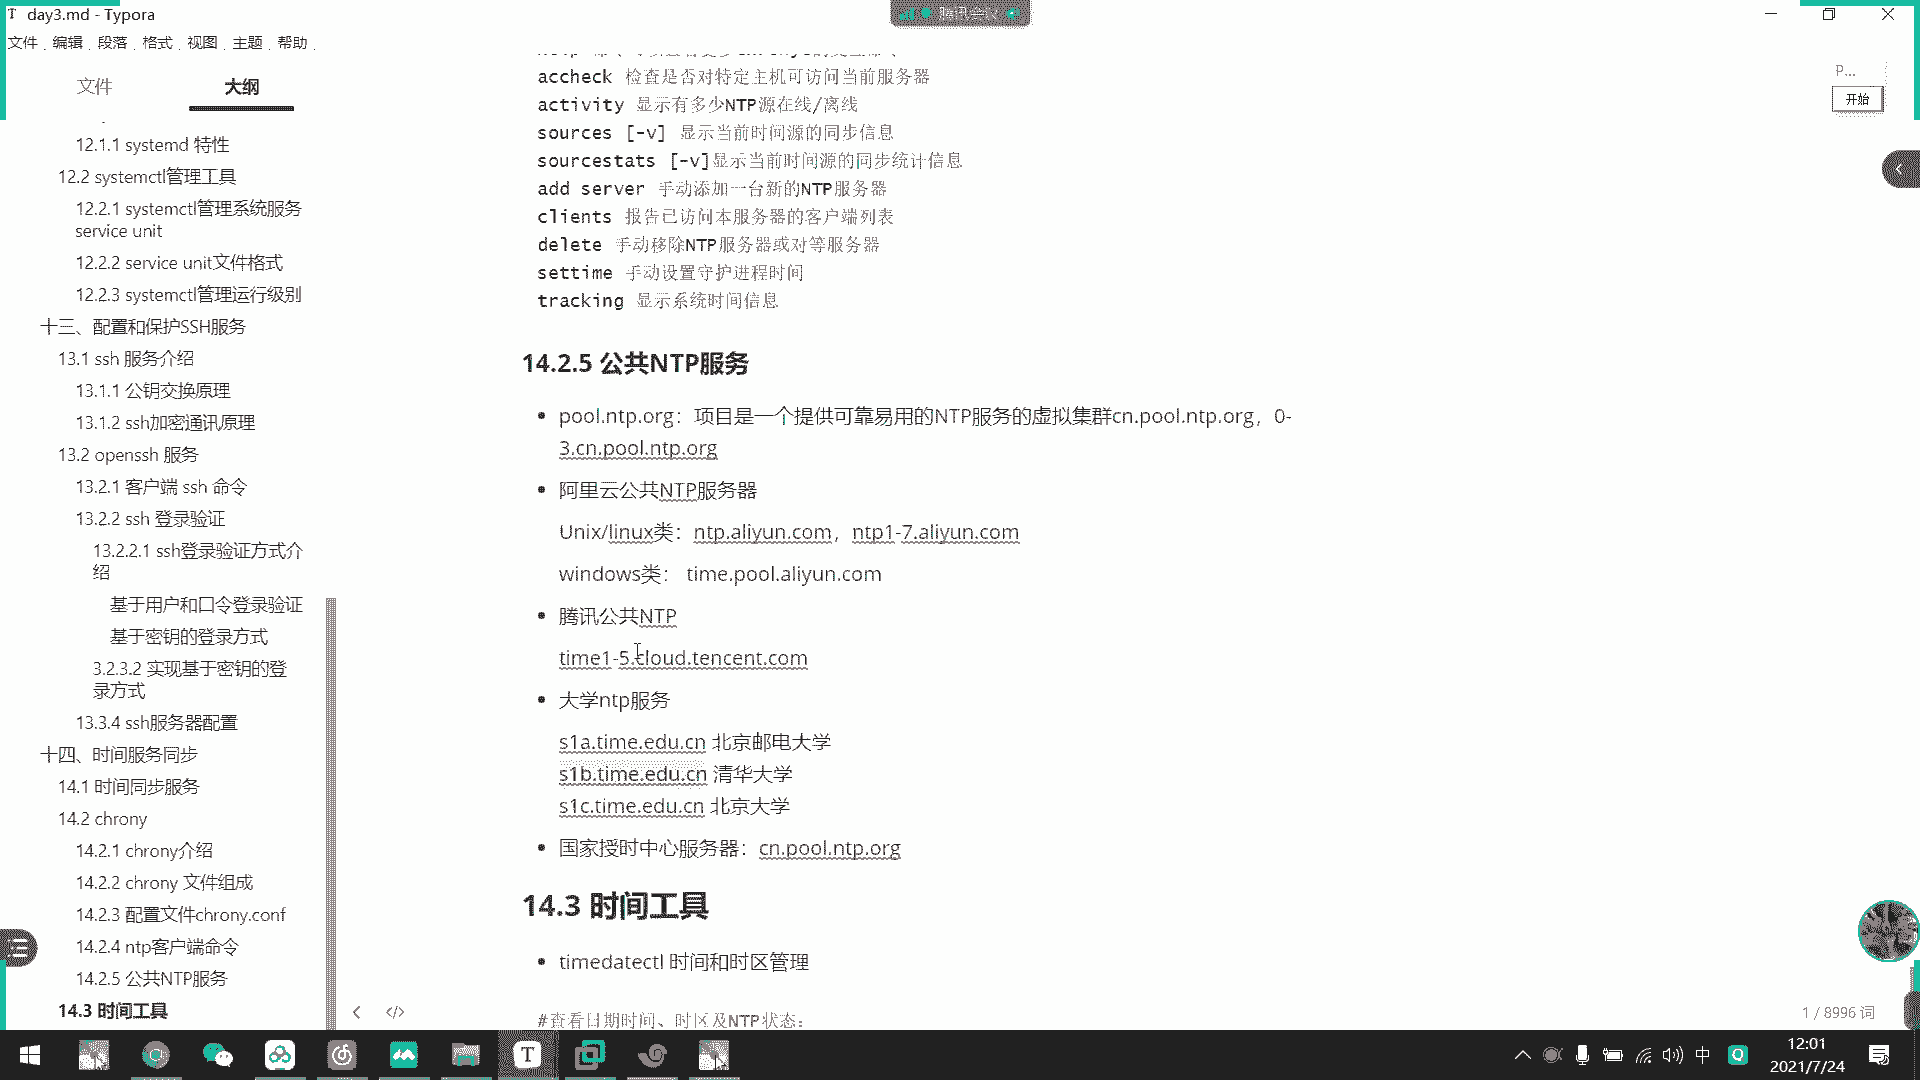 day3.md - Typora
腾讯会议
文件 编辑 段落 格式 视图 主题 帮助
文件
大纲
12.1.1 systemd 特性
12.2 systemctl管理工具
12.2.1 systemctl管理系统服务
service unit
12.2.2 service unit文件格式
12.2.3 systemctl管理运行级别
十三、配置和保护SSH服务
13.1 ssh 服务介绍
13.1.1 公钥交换原理
13.1.2 ssh加密通讯原理
13.2 openssh 服务
13.2.1 客户端 ssh 命令
13.2.2 ssh 登录验证
13.2.2.1 ssh登录验证方式介
绍
基于用户和口令登录验证
基于密钥的登录方式
3.2.3.2 实现基于密钥的登
录方式
13.3.4 ssh服务器配置
十四、时间服务同步
14.1 时间同步服务
14.2 chrony
14.2.1 chrony介绍
14.2.2 chrony 文件组成
14.2.3 配置文件chrony.conf
14.2.4 ntp客户端命令
14.2.5 公共NTP服务
14.3 时间工具
accheck 检查是否对特定主机可访问当前服务器
activity 显示有多少NTP源在线/离线
sources [-v] 显示当前时间源的同步信息
sourcestats [-v]显示当前时间源的同步统计信息
add server 手动添加一台新的NTP服务器
clients 报告已访问本服务器的客户端列表
delete 手动移除NTP服务器或对等服务器
settime 手动设置守护进程时间
tracking 显示系统时间信息
14.2.5 公共NTP服务
• pool.ntp.org：项目是一个提供可靠易用的NTP服务的虚拟集群cn.pool.ntp.org，0-
3.cn.pool.ntp.org
• 阿里云公共NTP服务器
Unix/linux类：ntp.aliyun.com，ntp1-7.aliyun.com
windows类： time.pool.aliyun.com
• 腾讯公共NTP
time1-5.cloud.tencent.com
• 大学ntp服务
s1a.time.edu.cn 北京邮电大学
s1b.time.edu.cn 清华大学
s1c.time.edu.cn 北京大学
• 国家授时中心服务器：cn.pool.ntp.org
14.3 时间工具
• timedatectl 时间和时区管理
#查看日期时间、时区及NTP状态：
P...
开始
1 / 8996 词
中
12:01
2021/7/24